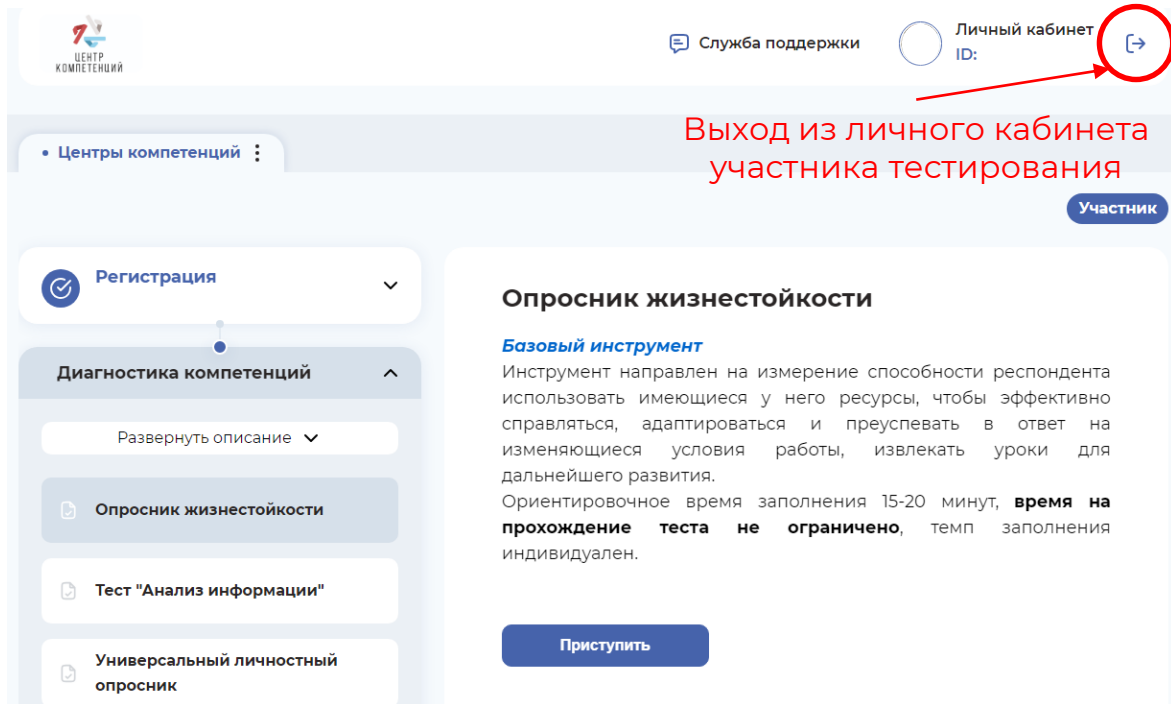 ЦЕНТР
КОМПЕТЕНЦИЙ
Служба поддержки
Личный кабинет
ID:
Выход из личного кабинета
участника тестирования
• Центры компетенций
Участник
Регистрация
Диагностика компетенций
Развернуть описание
Опросник жизнестойкости
Тест "Анализ информации"
Универсальный личностный
опросник
Опросник жизнестойкости
Базовый инструмент
Инструмент направлен на измерение способности респондента
использовать имеющиеся у него ресурсы, чтобы эффективно
справляться, адаптироваться и преуспевать в ответ на
изменяющиеся условия работы, извлекать уроки для
дальнейшего развития.
Ориентировочное время заполнения 15-20 минут, время на
прохождение теста не ограничено, темп заполнения
индивидуален.
Приступить